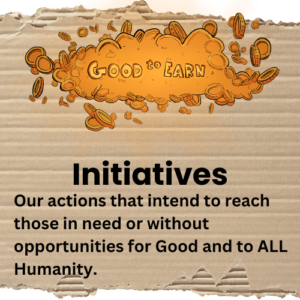 GOOD to EARN
Initiatives
Our actions that intend to reach
those in need or without
opportunities for Good and to ALL
Humanity.